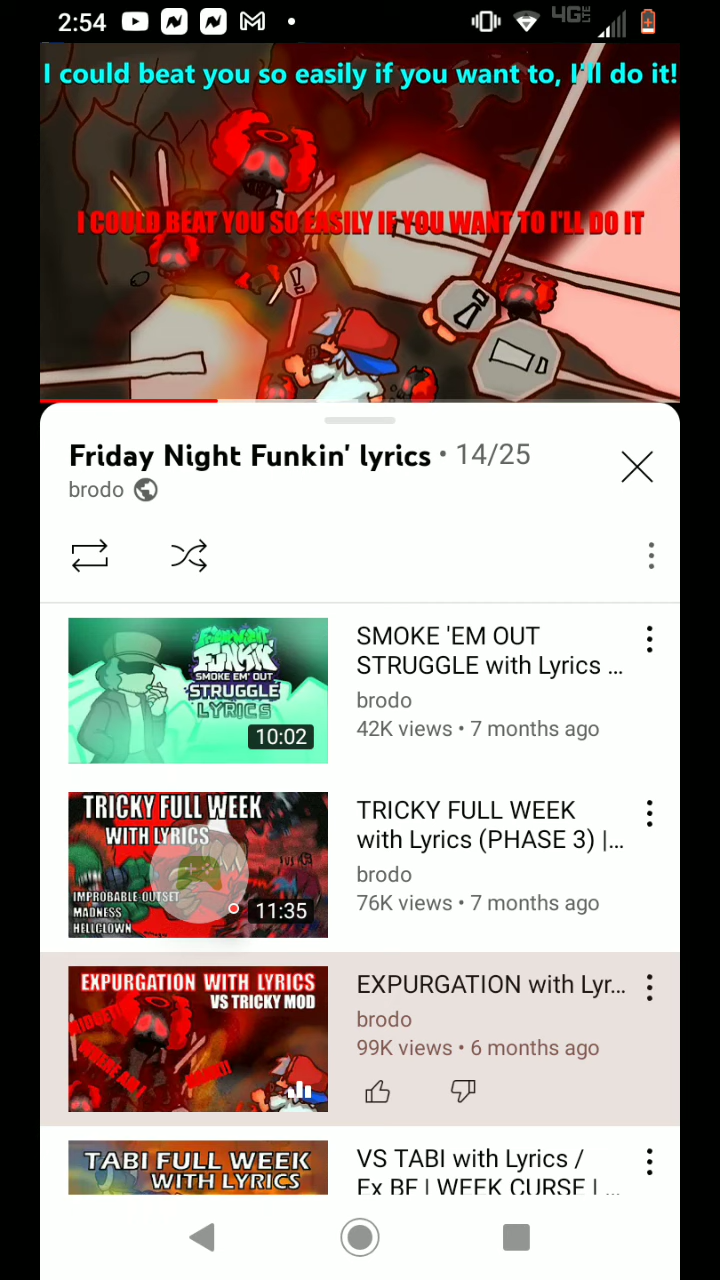 2:54
4G LTE
I could beat you so easily if you want to, I'll do it!
I COULD BEAT YOU SO EASILY IF YOU WANT TO I'LL DO IT
Friday Night Funkin' lyrics • 14/25
brodo
FRIDAY NIGHT
FUNKIN'
SMOKE EM' OUT
STRUGGLE
LYRICS
10:02
SMOKE 'EM OUT
STRUGGLE with Lyrics ...
brodo
42K views • 7 months ago
TRICKY FULL WEEK
WITH LYRICS
IMPROBABLE OUTSET
MADNESS
HELLCLOWN
11:35
TRICKY FULL WEEK
with Lyrics (PHASE 3) |...
brodo
76K views • 7 months ago
EXPURGATION WITH LYRICS
VS TRICKY MOD
WHERE AM I
EXPURGATION with Lyr...
brodo
99K views • 6 months ago
TABI FULL WEEK
WITH LYRICS
VS TABI with Lyrics /
Ex BF | WEEK CURSE | ...